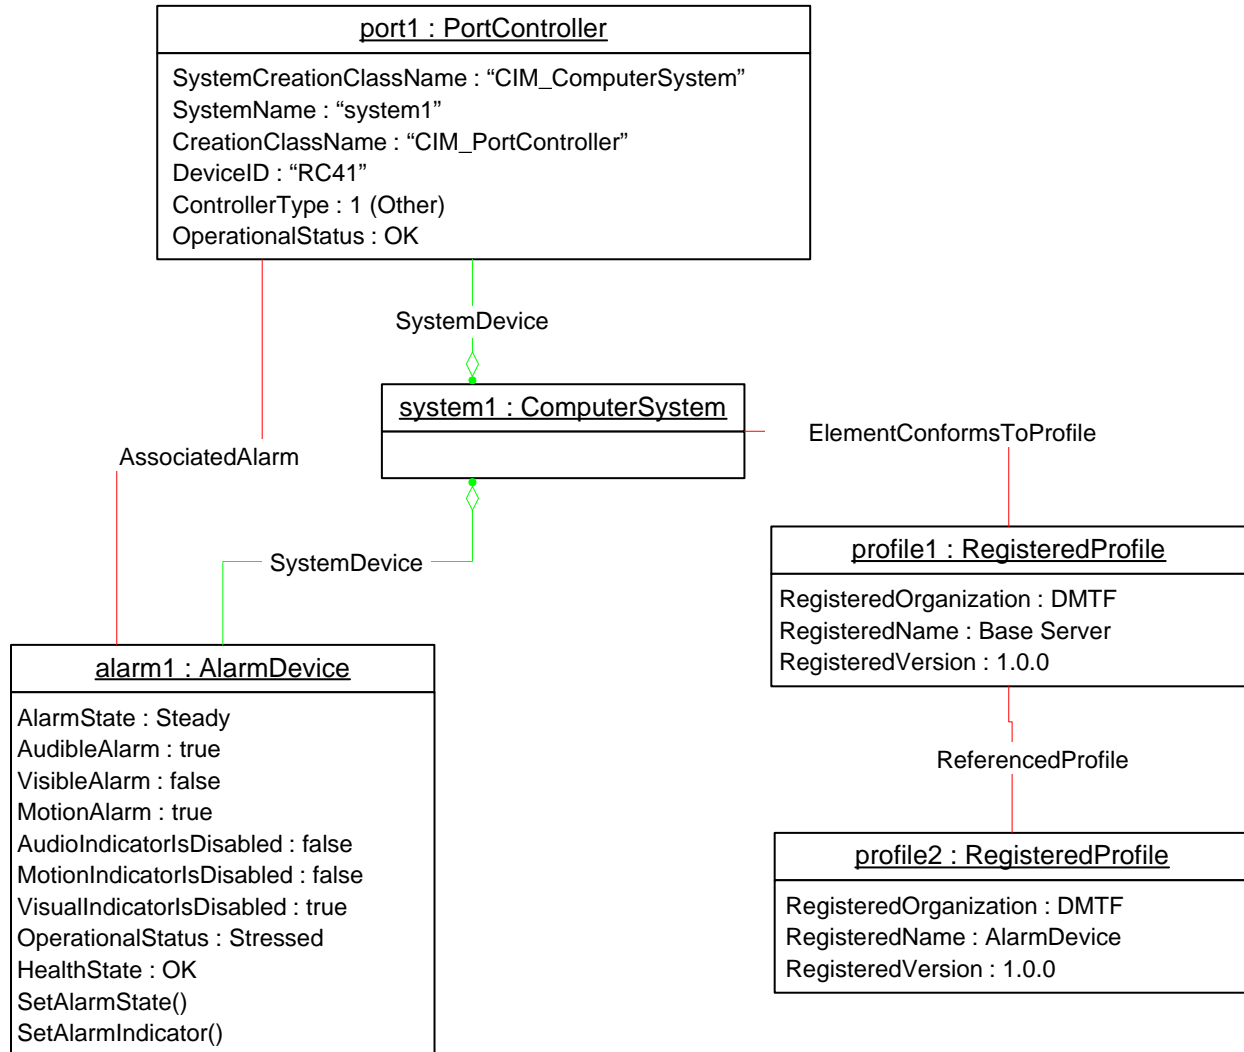 port1 : PortController
SystemCreationClassName : “CIM_ComputerSystem”
SystemName : “system1”
CreationClassName : “CIM_PortController”
DeviceID : “RC41”
ControllerType : 1 (Other)
OperationalStatus : OK
SystemDevice
system1 : ComputerSystem
ElementConformsToProfile
AssociatedAlarm
SystemDevice
profile1 : RegisteredProfile
RegisteredOrganization : DMTF
RegisteredName : Base Server
RegisteredVersion : 1.0.0
alarm1 : AlarmDevice
AlarmState : Steady
AudibleAlarm : true
VisibleAlarm : false
MotionAlarm : true
AudioIndicatorIsDisabled : false
MotionIndicatorIsDisabled : false
VisualIndicatorIsDisabled : true
OperationalStatus : Stressed
HealthState : OK
SetAlarmState()
SetAlarmIndicator()
ReferencedProfile
profile2 : RegisteredProfile
RegisteredOrganization : DMTF
RegisteredName : AlarmDevice
RegisteredVersion : 1.0.0